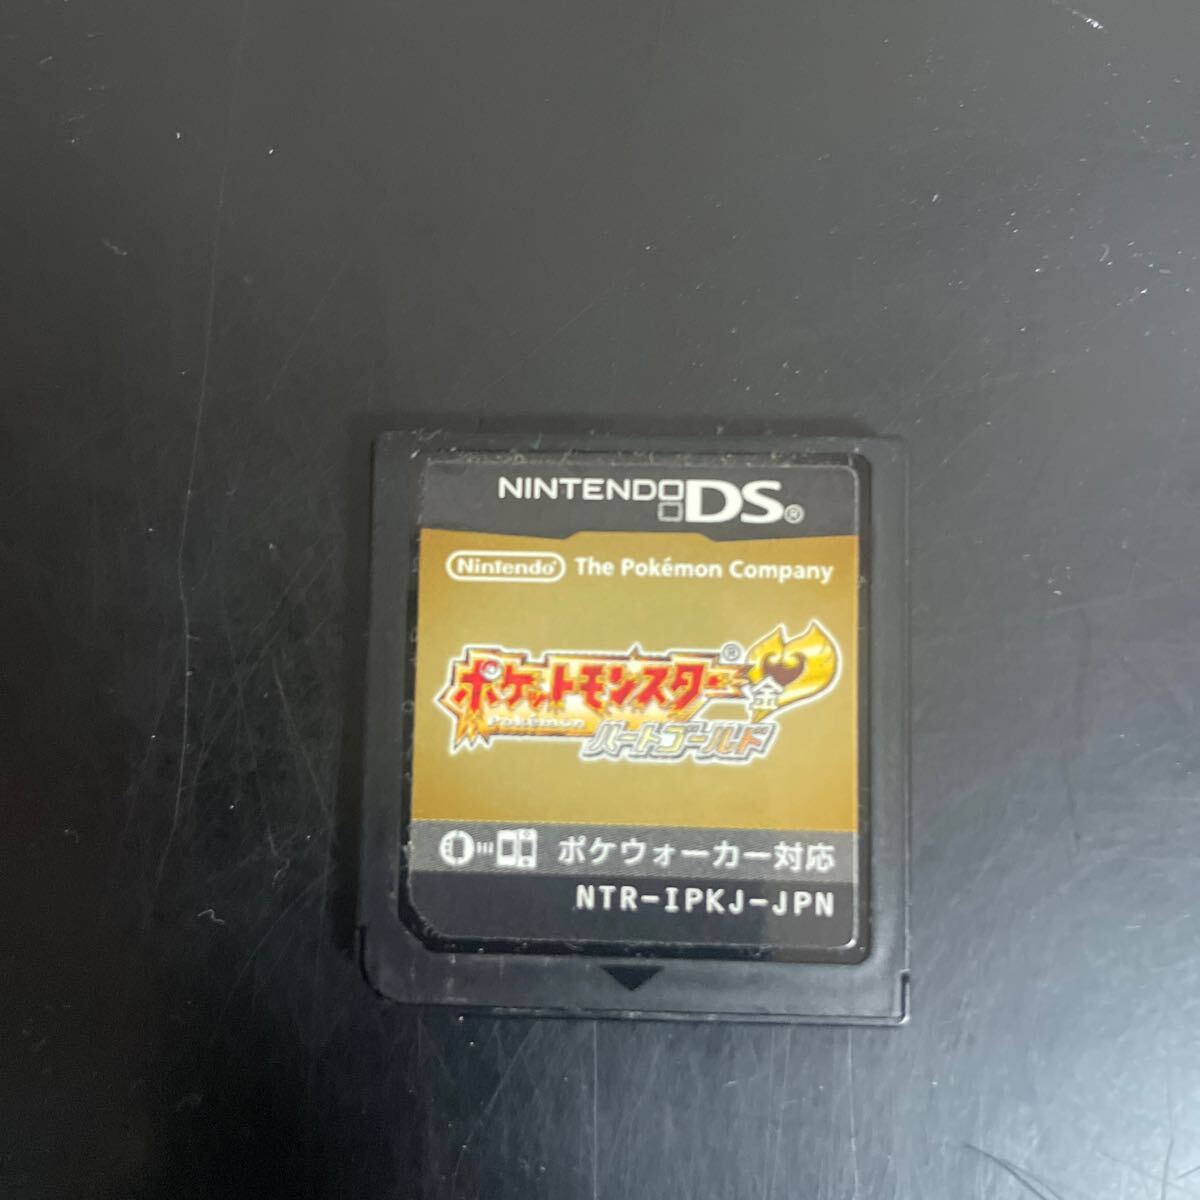 NINTENDO DS®
Nintendo® The Pokémon Company
ポケットモンスター®
金
Pokémon
ハートゴールド
ポケウォーカー対応
NTR-IPKJ-JPN